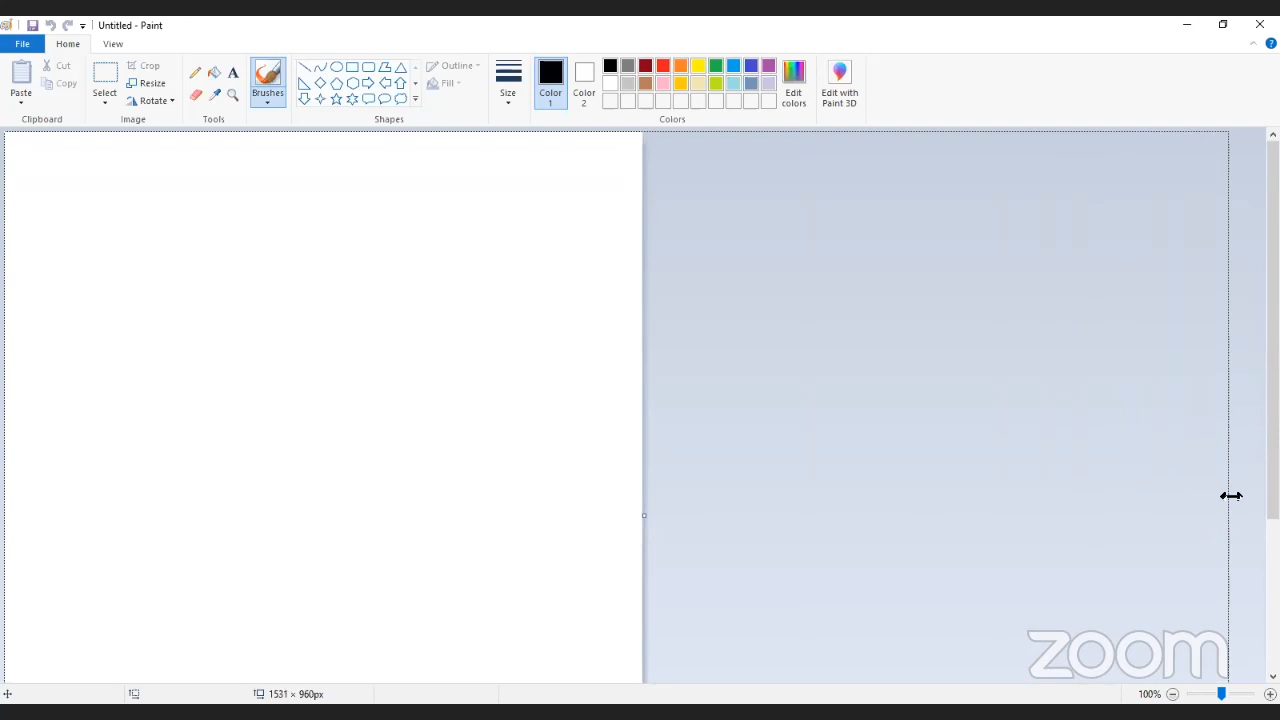 Untitled - Paint
File Home View
Paste Cut Copy Clipboard
Select Crop Resize Rotate Image
A
Tools
Brushes
Outline Fill Shapes
Size
Color 1
Color 2
Edit colors
Colors
Edit with Paint 3D
zoom
1531 × 960px
100%